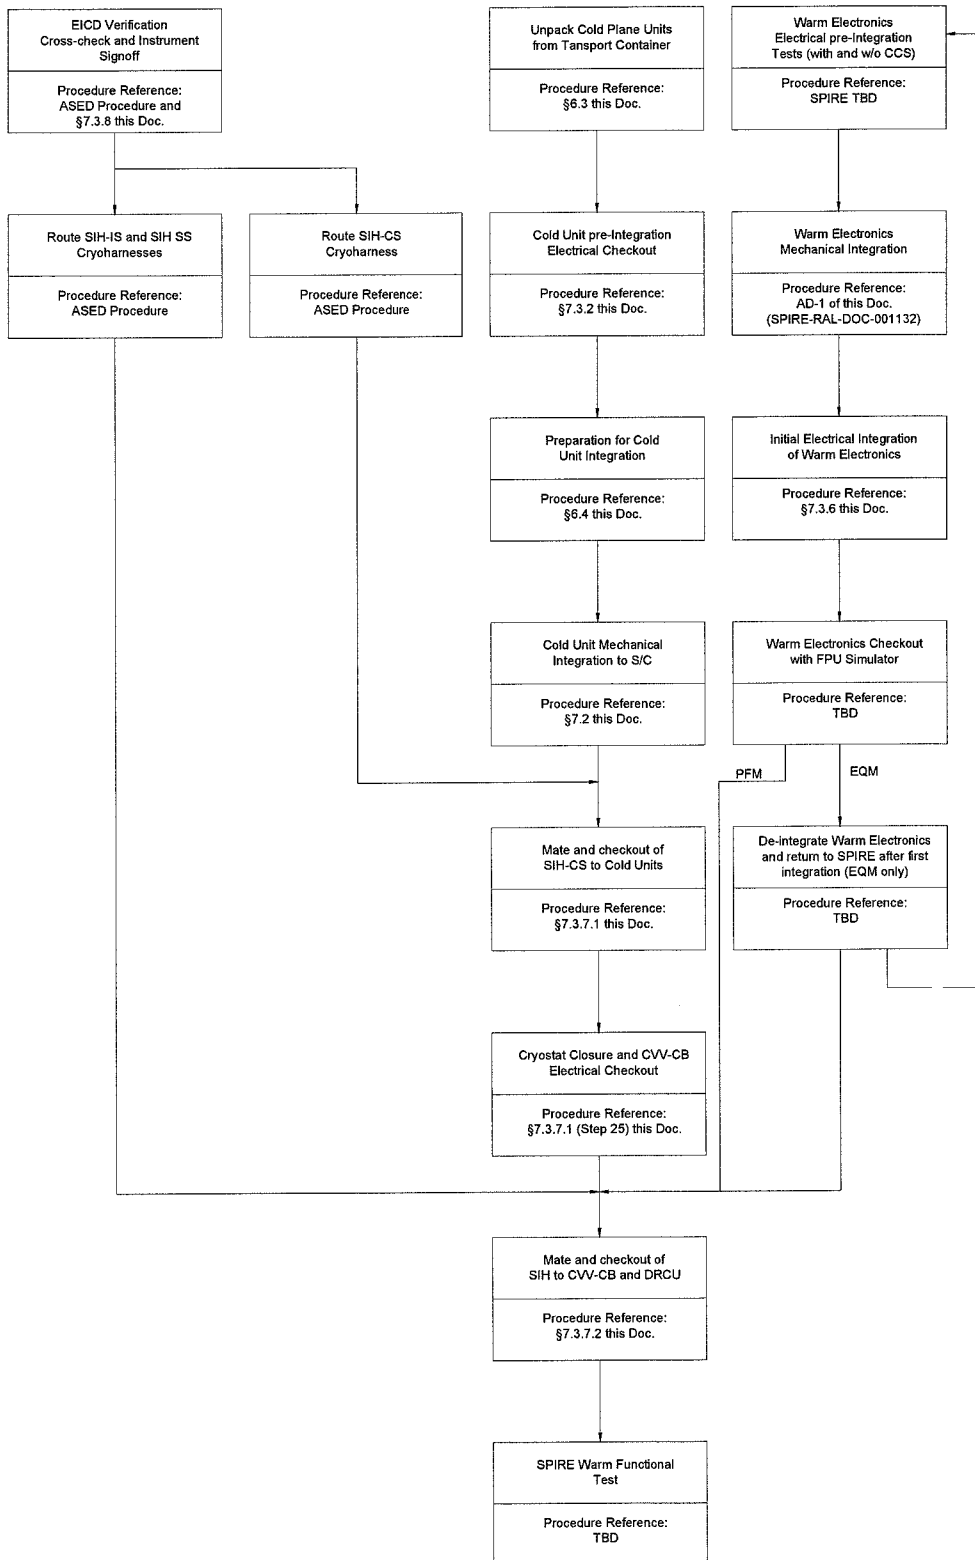 EICD Verification
Cross-check and Instrument
Signoff
Procedure Reference:
ASED Procedure and
§7.3.8 this Doc.
Unpack Cold Plane Units
from Tansport Container
Procedure Reference:
§6.3 this Doc.
Warm Electronics
Electrical pre-Integration
Tests (with and w/o CCS)
Procedure Reference:
SPIRE TBD
Route SIH-IS and SIH SS
Cryoharnesses
Procedure Reference:
ASED Procedure
Route SIH-CS
Cryoharness
Procedure Reference:
ASED Procedure
Cold Unit pre-Integration
Electrical Checkout
Procedure Reference:
§7.3.2 this Doc.
Warm Electronics
Mechanical Integration
Procedure Reference:
AD-1 of this Doc.
(SPIRE-RAL-DOC-001132)
Preparation for Cold
Unit Integration
Procedure Reference:
§6.4 this Doc.
Initial Electrical Integration
of Warm Electronics
Procedure Reference:
§7.3.6 this Doc.
Cold Unit Mechanical
Integration to S/C
Procedure Reference:
§7.2 this Doc.
Warm Electronics Checkout
with FPU Simulator
Procedure Reference:
TBD
PFM
EQM
Mate and checkout of
SIH-CS to Cold Units
Procedure Reference:
§7.3.7.1 this Doc.
De-integrate Warm Electronics
and return to SPIRE after first
integration (EQM only)
Procedure Reference:
TBD
Cryostat Closure and CVV-CB
Electrical Checkout
Procedure Reference:
§7.3.7.1 (Step 25) this Doc.
Mate and checkout of
SIH to CVV-CB and DRCU
Procedure Reference:
§7.3.7.2 this Doc.
SPIRE Warm Functional
Test
Procedure Reference:
TBD